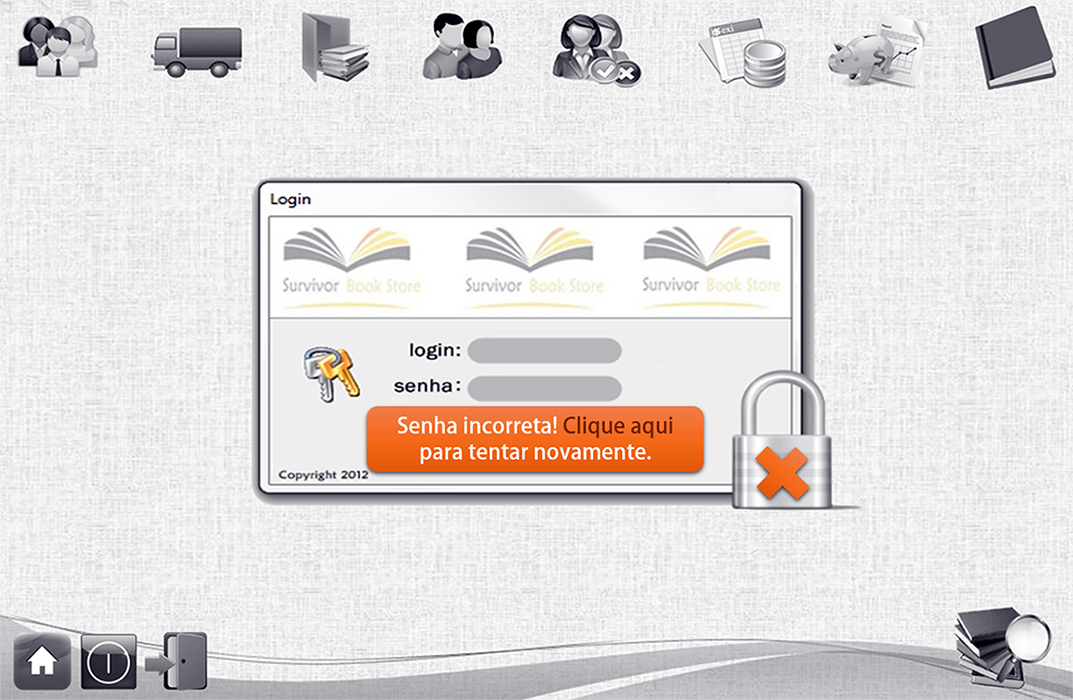 exi
Login
Survivor Book Store
Survivor Book Store
Survivor Book Store
login:
senha:
Senha incorreta! Clique aqui
para tentar novamente.
Copyright 2012